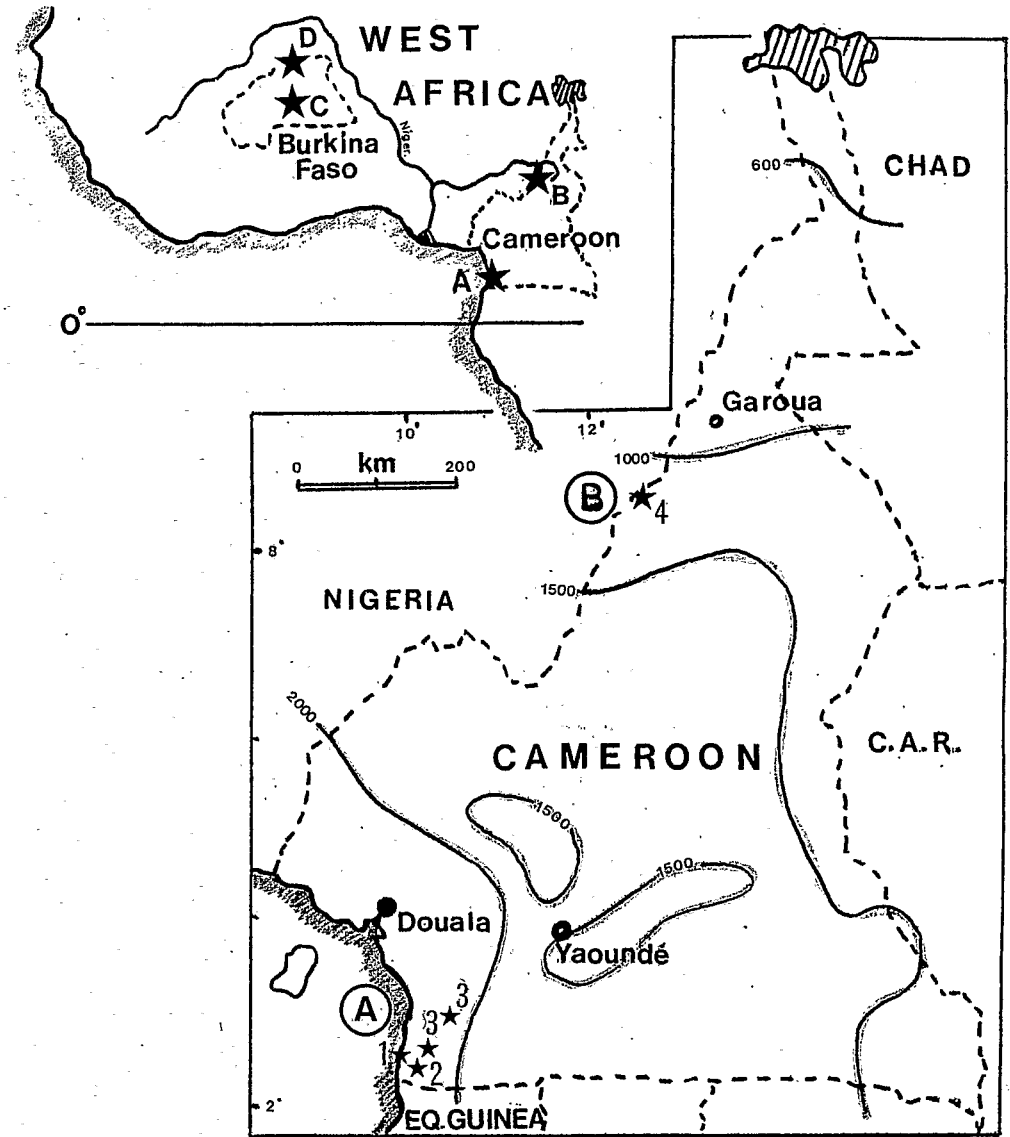 WEST
AFRICA
D
C
Burkina
Faso
Niger
B
Cameroon
A
0°
CHAD
600
Garoua
10°
12°
km
0 200
1000
B
4
8°
1500
NIGERIA
2000
CAMEROON
C.A.R.
1500
1500
Douala
Yaoundé
A
3
3
1
2
2°
EQ.GUINEA